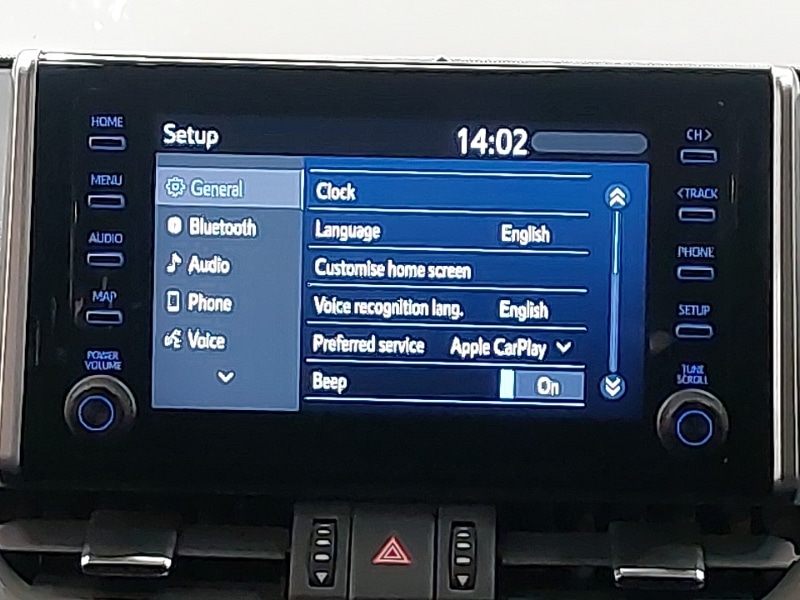 HOME
MENU
AUDIO
MAP
POWER
VOLUME
Setup 14:02
General
Bluetooth
Audio
Phone
Voice
Clock
Language English
Customise home screen
Voice recognition lang. English
Preferred service Apple CarPlay
Beep On
CH >
< TRACK
PHONE
SETUP
TUNE
SCROLL